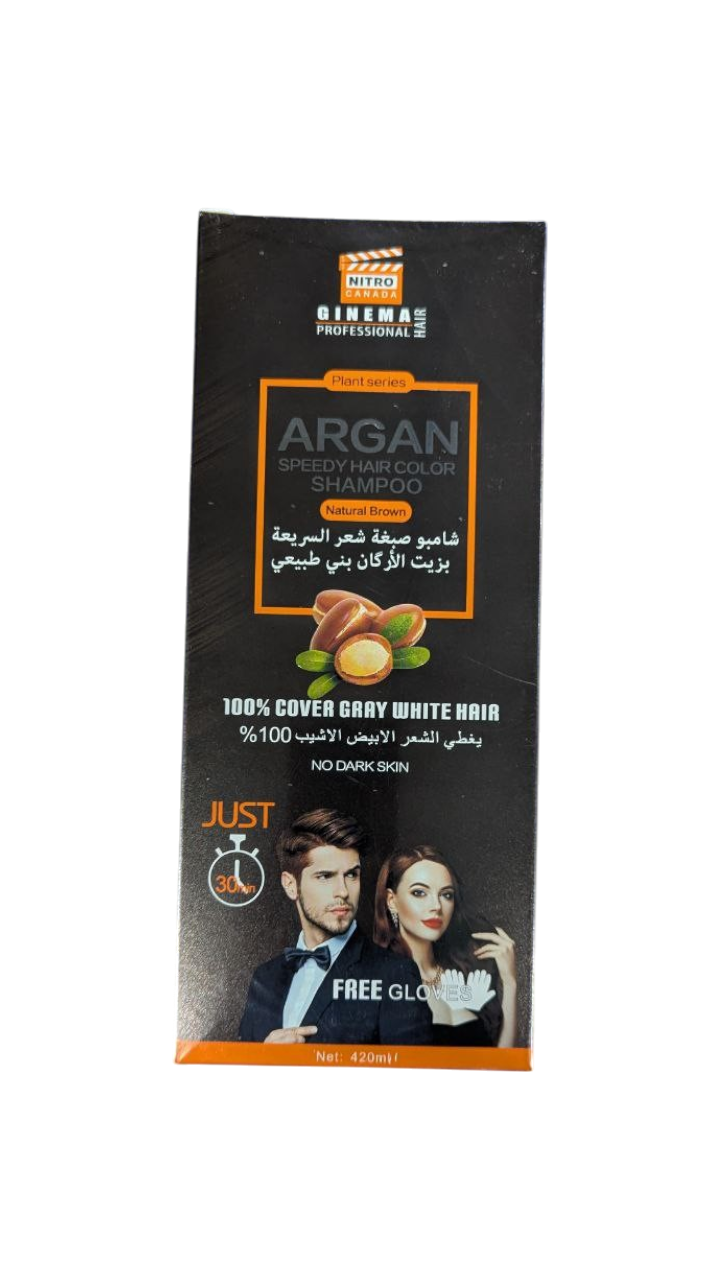 NITRO
CANADA
GINEMA
PROFESSIONAL
HAIR
Plant series
ARGAN
SPEEDY HAIR COLOR
SHAMPOO
Natural Brown
شامبو صبغة شعر السريعة
بزيت الأرگان بني طبيعي
100% COVER GRAY WHITE HAIR
يغطي الشعر الابيض الاشيب 100%
NO DARK SKIN
JUST
30min
FREE GLOVES
Net: 420ml